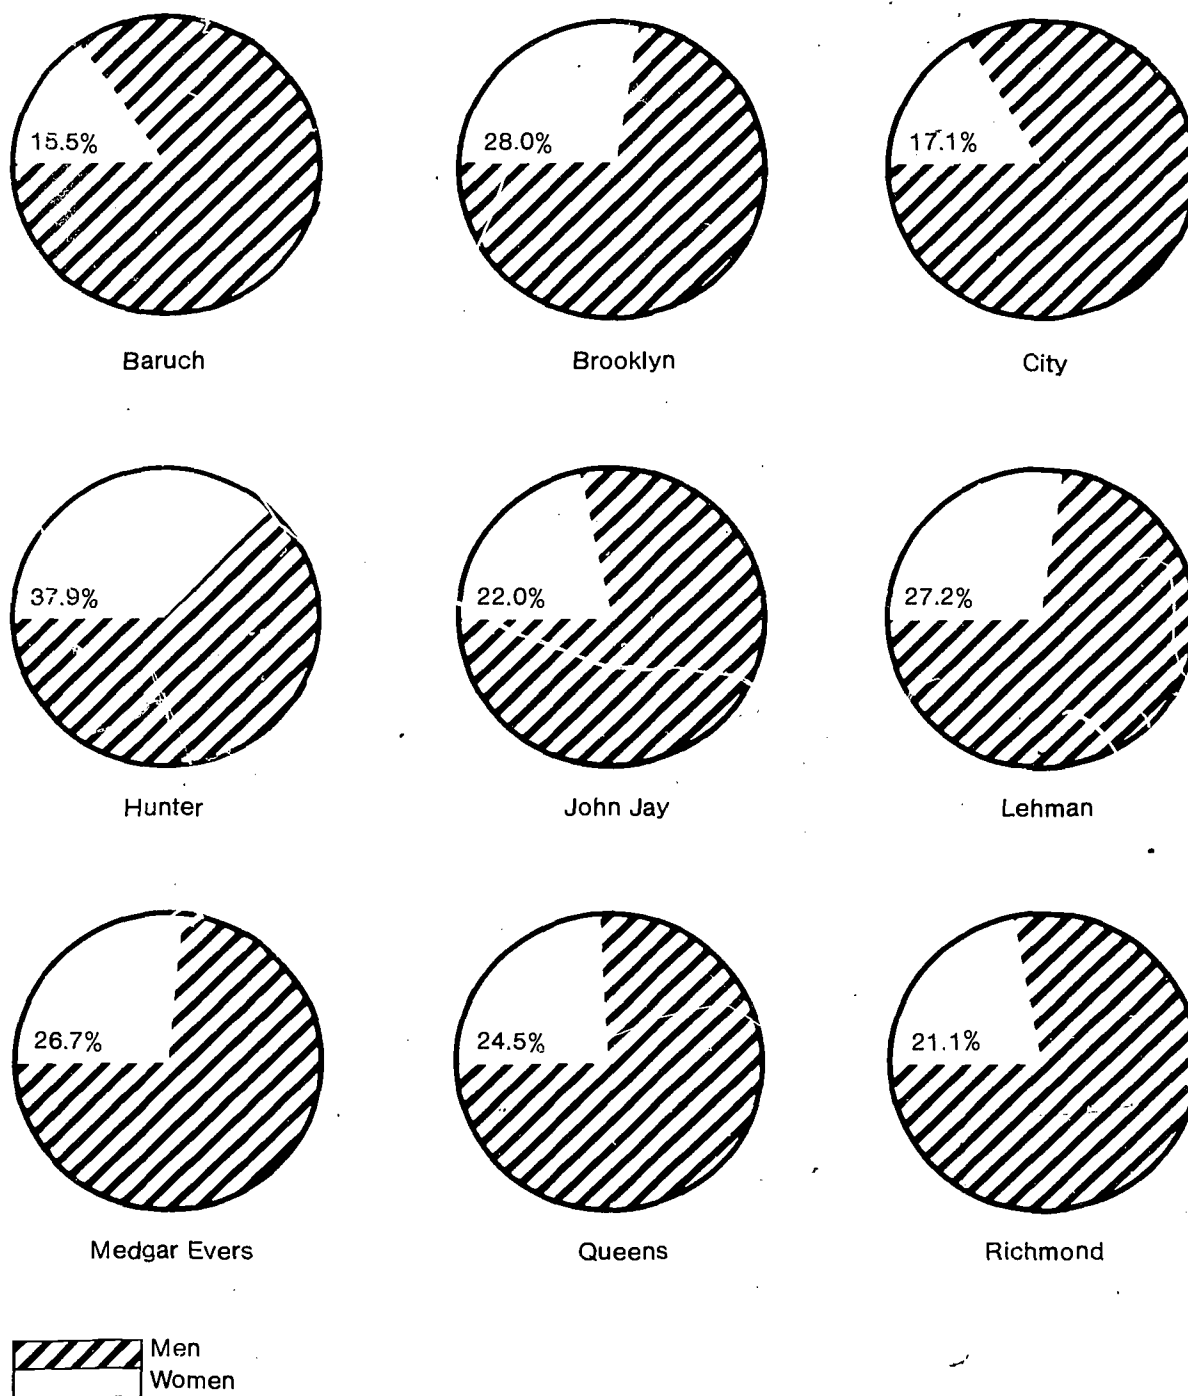 15.5%
28.0%
17.1%
Baruch
Brooklyn
City
37.9%
22.0%
27.2%
Hunter
John Jay
Lehman
26.7%
24.5%
21.1%
Medgar Evers
Queens
Richmond
Men
Women